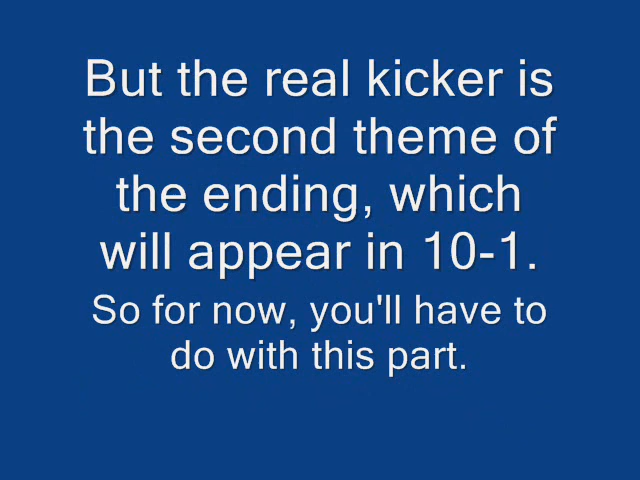 But the real kicker is
the second theme of
the ending, which
will appear in 10-1.
So for now, you'll have to
do with this part.